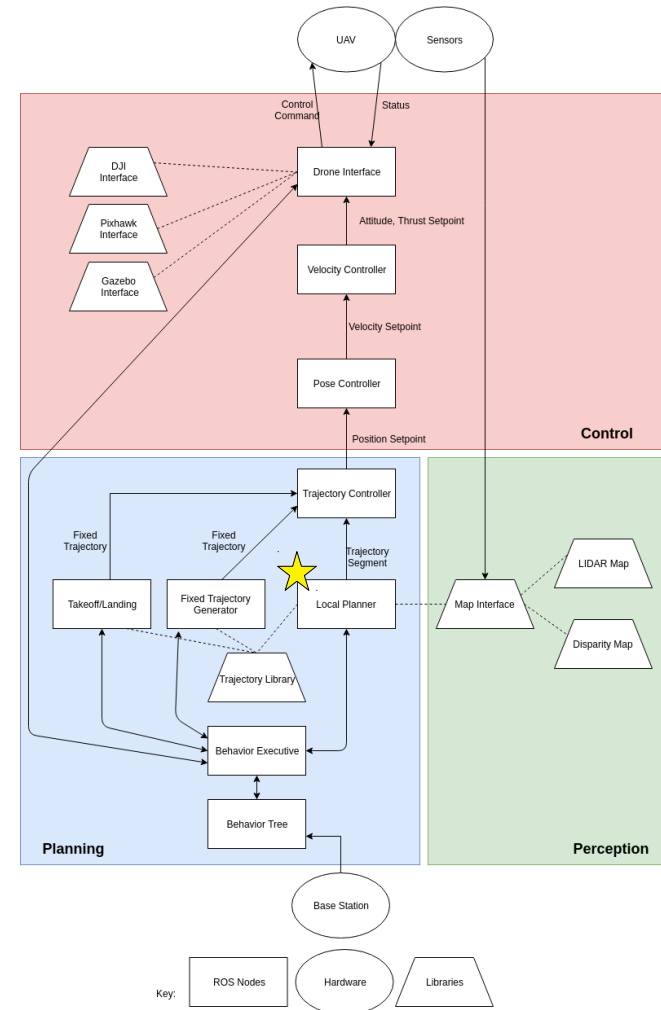 UAV
Sensors
Control
Command
Status
DJI
Interface
Drone Interface
Pixhawk
Interface
Attitude, Thrust Setpoint
Gazebo
Interface
Velocity Controller
Velocity Setpoint
Pose Controller
Control
Position Setpoint
Trajectory Controller
Fixed
Trajectory
Fixed
Trajectory
Trajectory
Segment
LIDAR Map
Takeoff/Landing
Fixed Trajectory
Generator
Local Planner
Map Interface
Disparity Map
Trajectory Library
Behavior Executive
Behavior Tree
Planning
Perception
Base Station
Key:
ROS Nodes
Hardware
Libraries